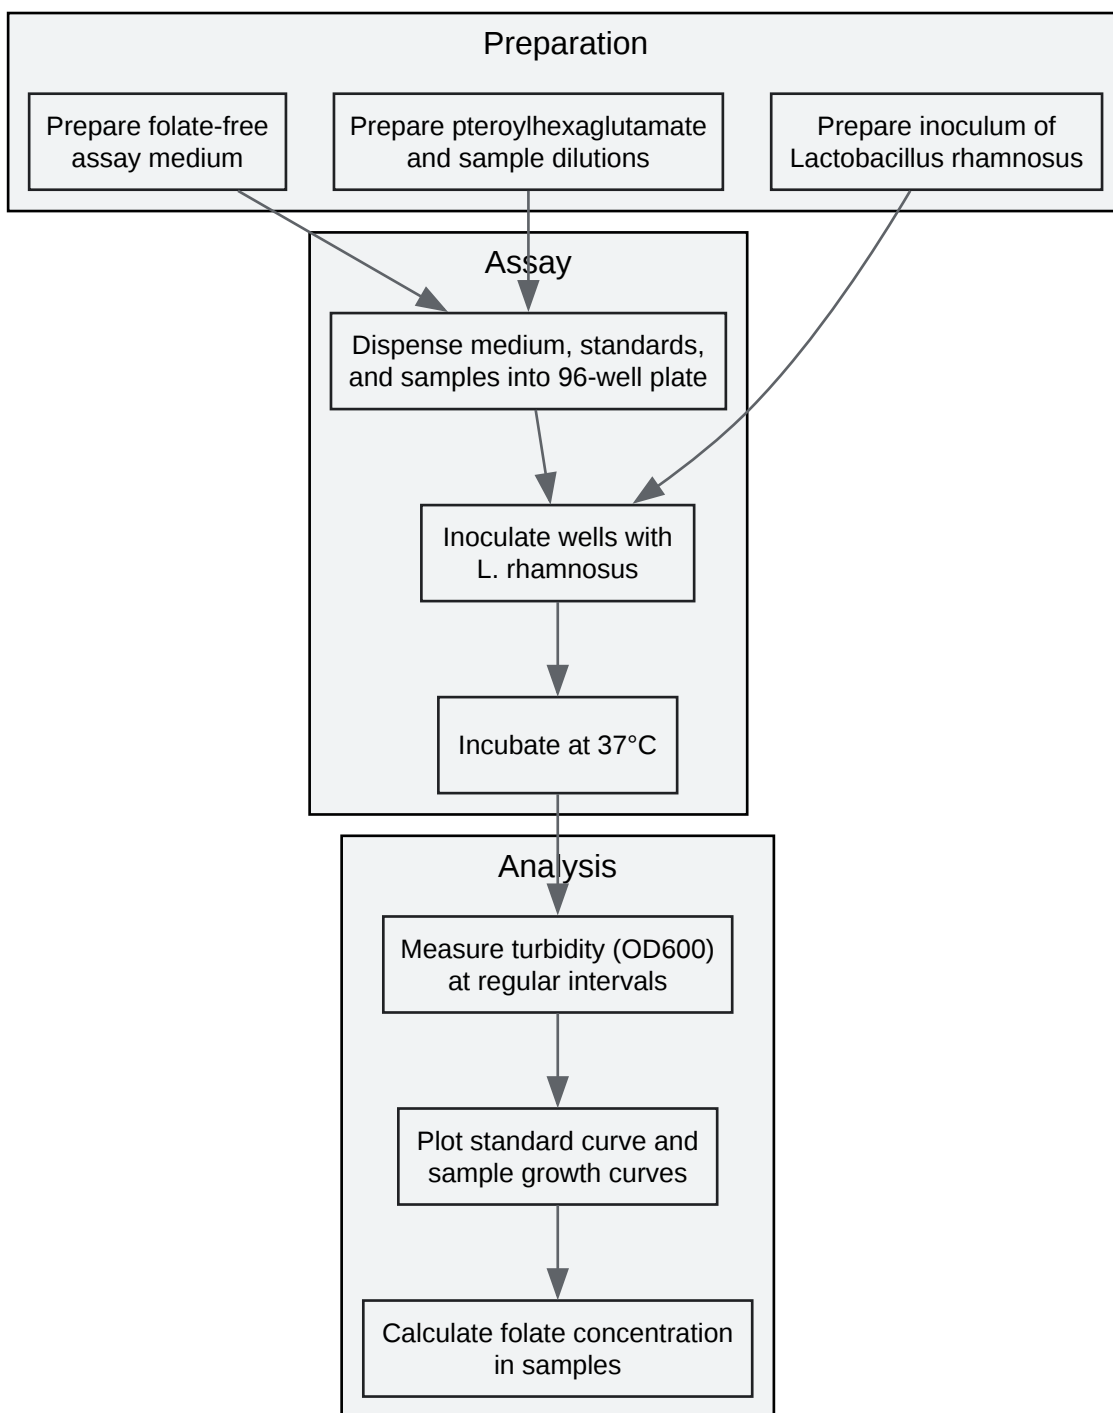 Preparation
Prepare folate-free
assay medium
Prepare pteroylhexaglutamate
and sample dilutions
Prepare inoculum of
Lactobacillus rhamnosus
Assay
Dispense medium, standards,
and samples into 96-well plate
Inoculate wells with
L. rhamnosus
Incubate at 37°C
Analysis
Measure turbidity (OD600)
at regular intervals
Plot standard curve and
sample growth curves
Calculate folate concentration
in samples